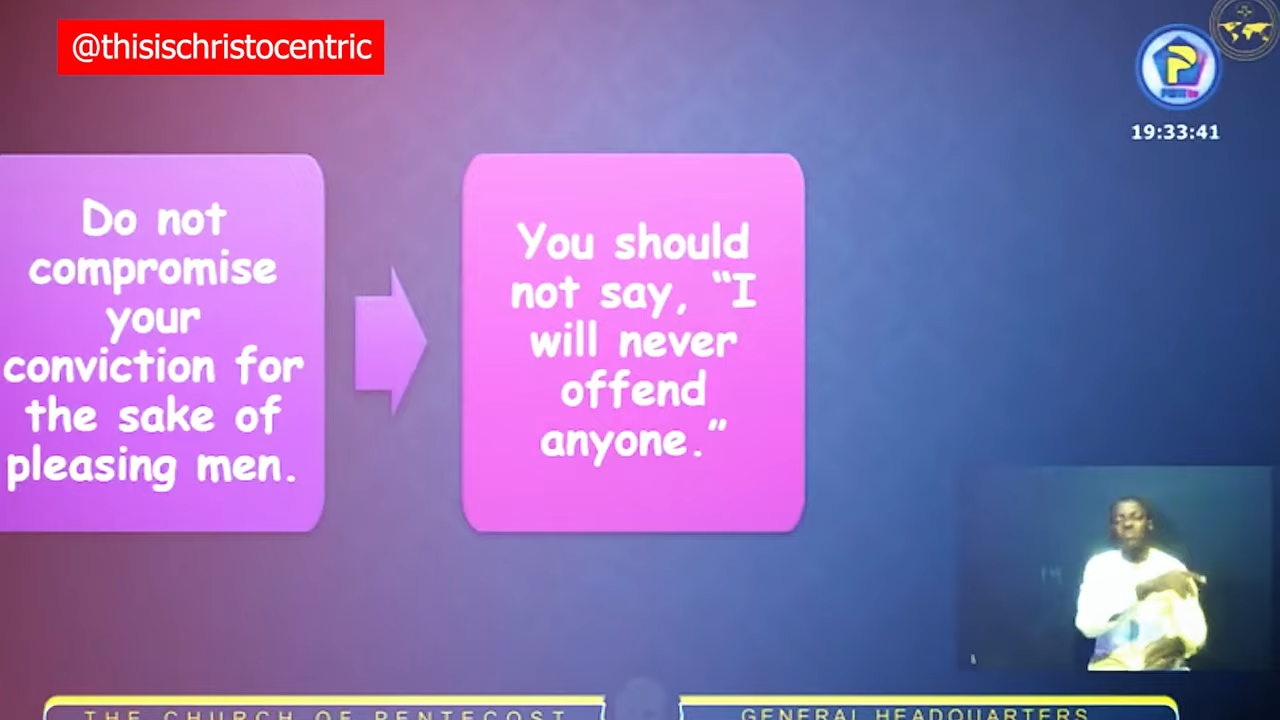 @thisischristocentric
P
19:33:41
Do not
compromise
your
conviction for
the sake of
pleasing men.
You should
not say, “I
will never
offend
anyone.”
THE CHURCH OF PENTECOST
GENERAL HEADQUARTERS